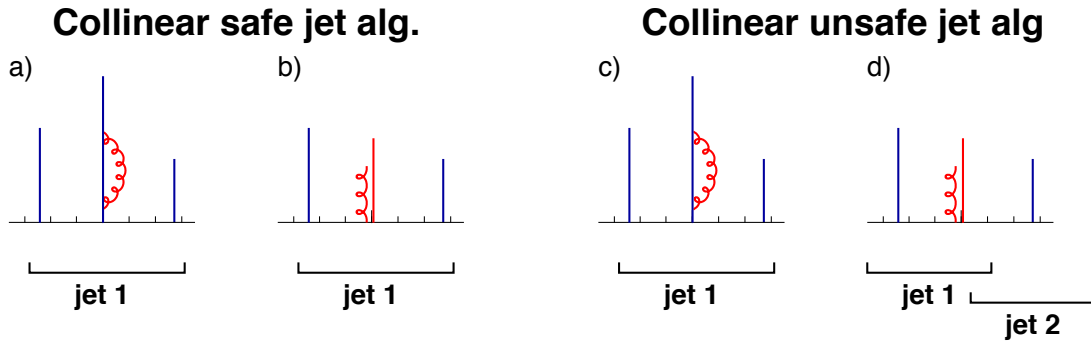 Collinear safe jet alg.
Collinear unsafe jet alg
a)
b)
c)
d)
jet 1
jet 1
jet 1
jet 1
jet 2